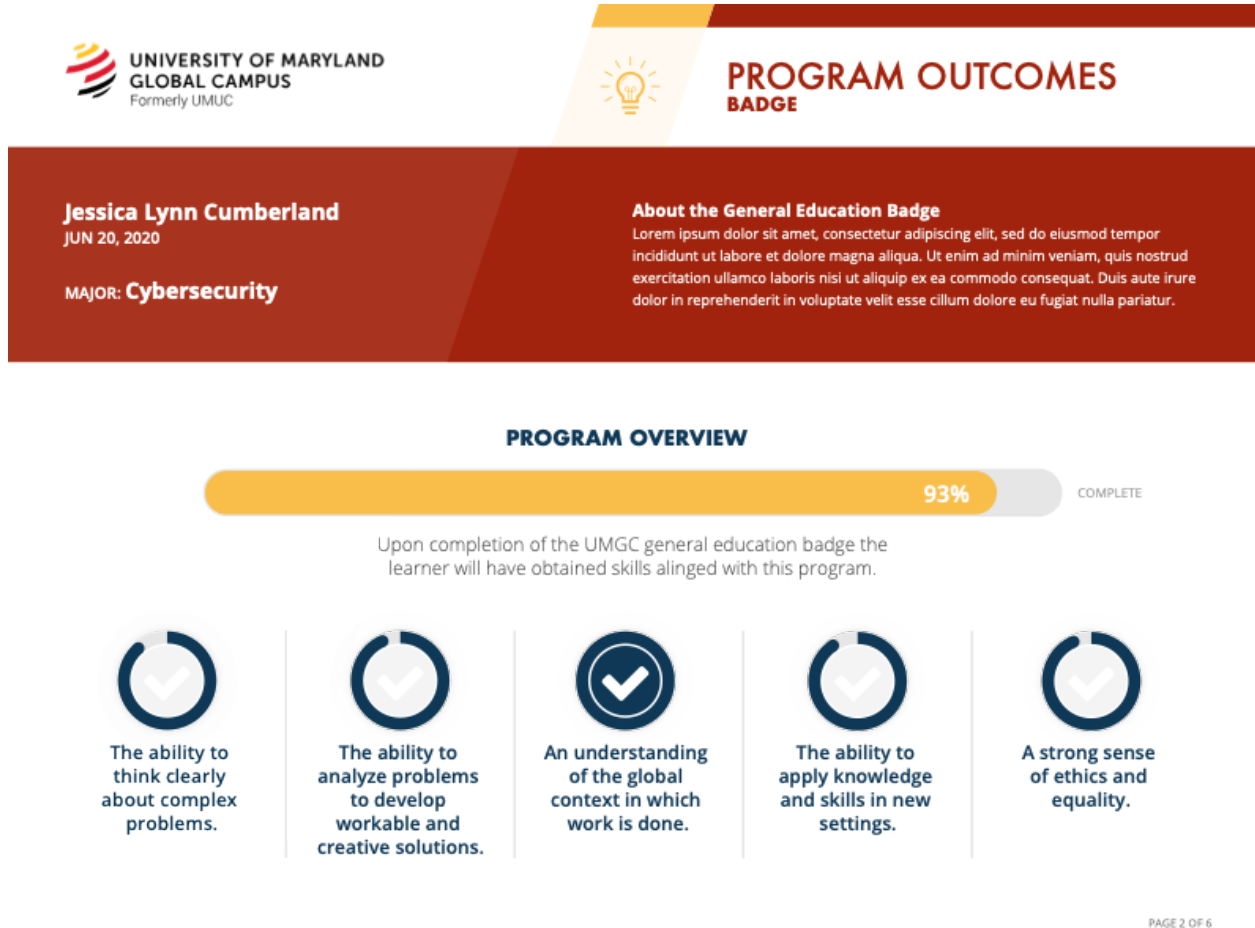 UNIVERSITY OF MARYLAND
GLOBAL CAMPUS
Formerly UMUC
PROGRAM OUTCOMES
BADGE
Jessica Lynn Cumberland
JUN 20, 2020
MAJOR: Cybersecurity
About the General Education Badge
Lorem ipsum dolor sit amet, consectetur adipiscing elit, sed do eiusmod tempor
incididunt ut labore et dolore magna aliqua. Ut enim ad minim veniam, quis nostrud
exercitation ullamco laboris nisi ut aliquip ex ea commodo consequat. Duis aute irure
dolor in reprehenderit in voluptate velit esse cillum dolore eu fugiat nulla pariatur.
PROGRAM OVERVIEW
93%
COMPLETE
Upon completion of the UMGC general education badge the
learner will have obtained skills alinged with this program.
The ability to
think clearly
about complex
problems.
The ability to
analyze problems
to develop
workable and
creative solutions.
An understanding
of the global
context in which
work is done.
The ability to
apply knowledge
and skills in new
settings.
A strong sense
of ethics and
equality.
PAGE 2 OF 6